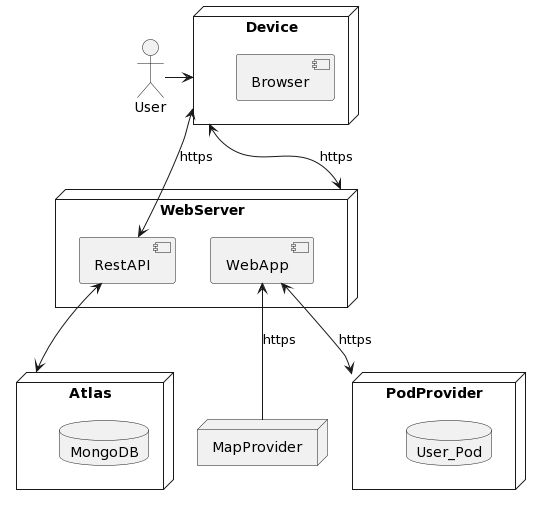 Device
Browser
User
https
https
WebServer
RestAPI
WebApp
https
https
Atlas
MongoDB
MapProvider
PodProvider
User_Pod